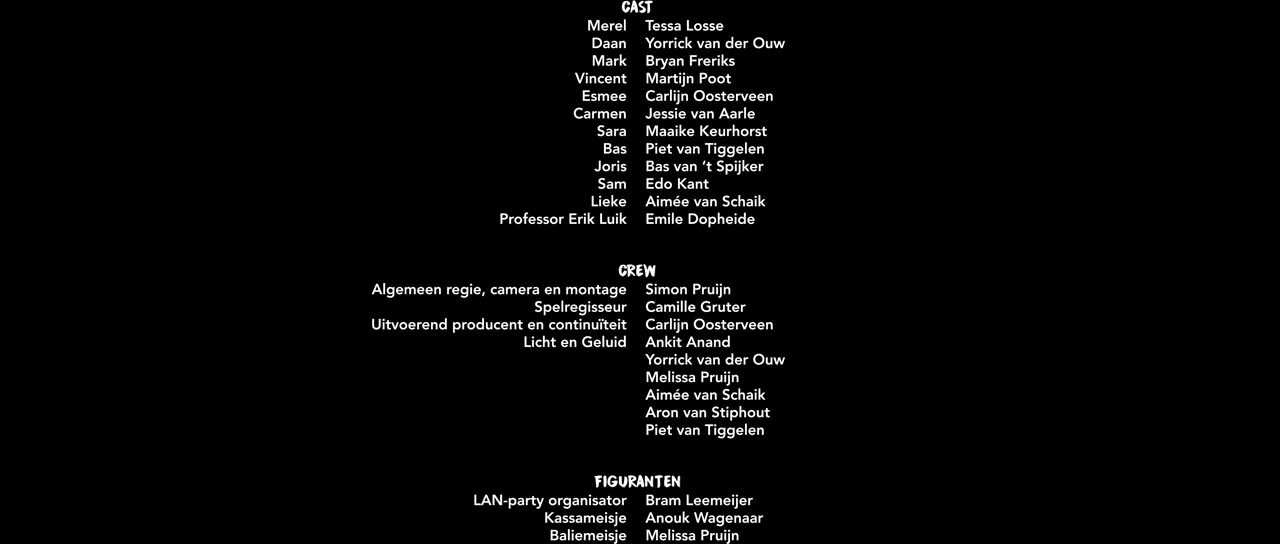 CAST
Merel Tessa Losse
Daan Yorrick van der Ouw
Mark Bryan Freriks
Vincent Martijn Poot
Esmee Carlijn Oosterveen
Carmen Jessie van Aarle
Sara Maaike Keurhorst
Bas Piet van Tiggelen
Joris Bas van ‘t Spijker
Sam Edo Kant
Lieke Aimée van Schaik
Professor Erik Luik Emile Dopheide
CREW
Algemeen regie, camera en montage Simon Pruijn
Spelregisseur Camille Gruter
Uitvoerend producent en continuïteit Carlijn Oosterveen
Licht en Geluid Ankit Anand
Yorrick van der Ouw
Melissa Pruijn
Aimée van Schaik
Aron van Stiphout
Piet van Tiggelen
FIGURANTEN
LAN-party organisator Bram Leemeijer
Kassameisje Anouk Wagenaar
Baliemeisje Melissa Pruijn